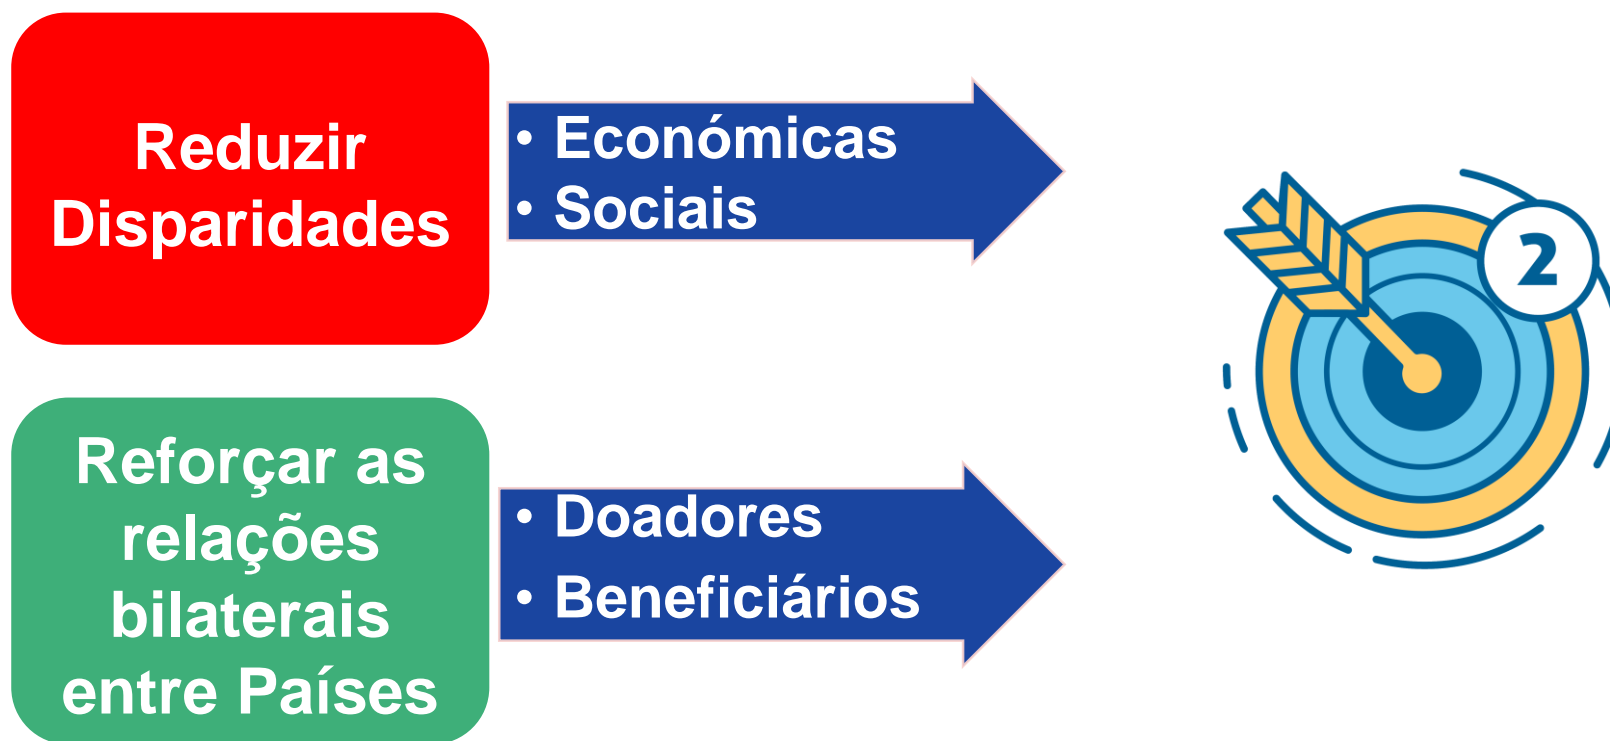 Reduzir
Disparidades
• Económicas
• Sociais
2
Reforçar as
relações
bilaterais
entre Países
• Doadores
• Beneficiários